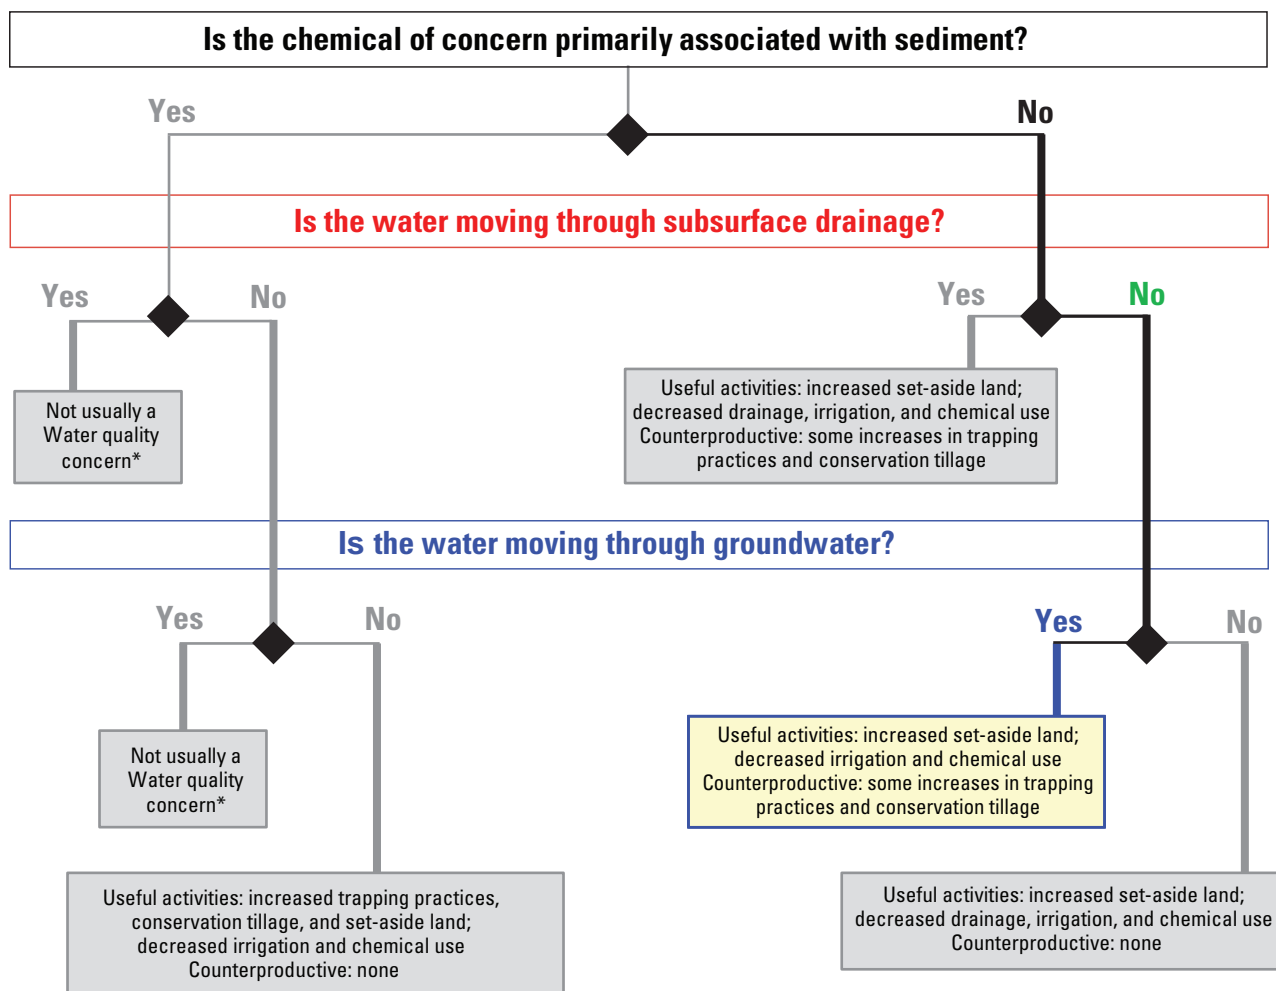 Is the chemical of concern primarily associated with sediment?
Yes
No
Is the water moving through subsurface drainage?
Yes
No
Yes
No
Not usually a
Water quality
concern*
Useful activities: increased set-aside land;
decreased drainage, irrigation, and chemical use
Counterproductive: some increases in trapping
practices and conservation tillage
Is the water moving through groundwater?
Yes
No
Yes
No
Not usually a
Water quality
concern*
Useful activities: increased set-aside land;
decreased irrigation and chemical use
Counterproductive: some increases in trapping
practices and conservation tillage
Useful activities: increased trapping practices,
conservation tillage, and set-aside land;
decreased irrigation and chemical use
Counterproductive: none
Useful activities: increased set-aside land;
decreased drainage, irrigation, and chemical use
Counterproductive: none